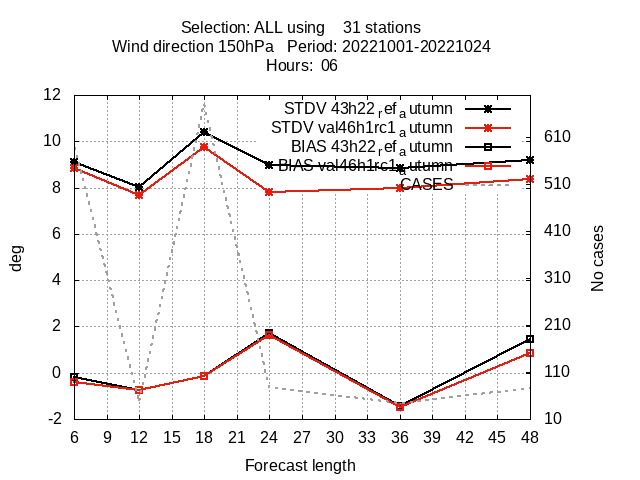 Selection: ALL using    31 stations
Wind direction 150hPa   Period: 20221001-20221024
Hours:  06
12
10
8
6
4
2
0
-2
deg
STDV 43h22_ref_autumn
STDV val46h1rc1_autumn
BIAS 43h22_ref_autumn
BIAS val46h1rc1_autumn
CASES
610
510
410
310
210
110
10
No cases
6 9 12 15 18 21 24 27 30 33 36 39 42 45 48
Forecast length